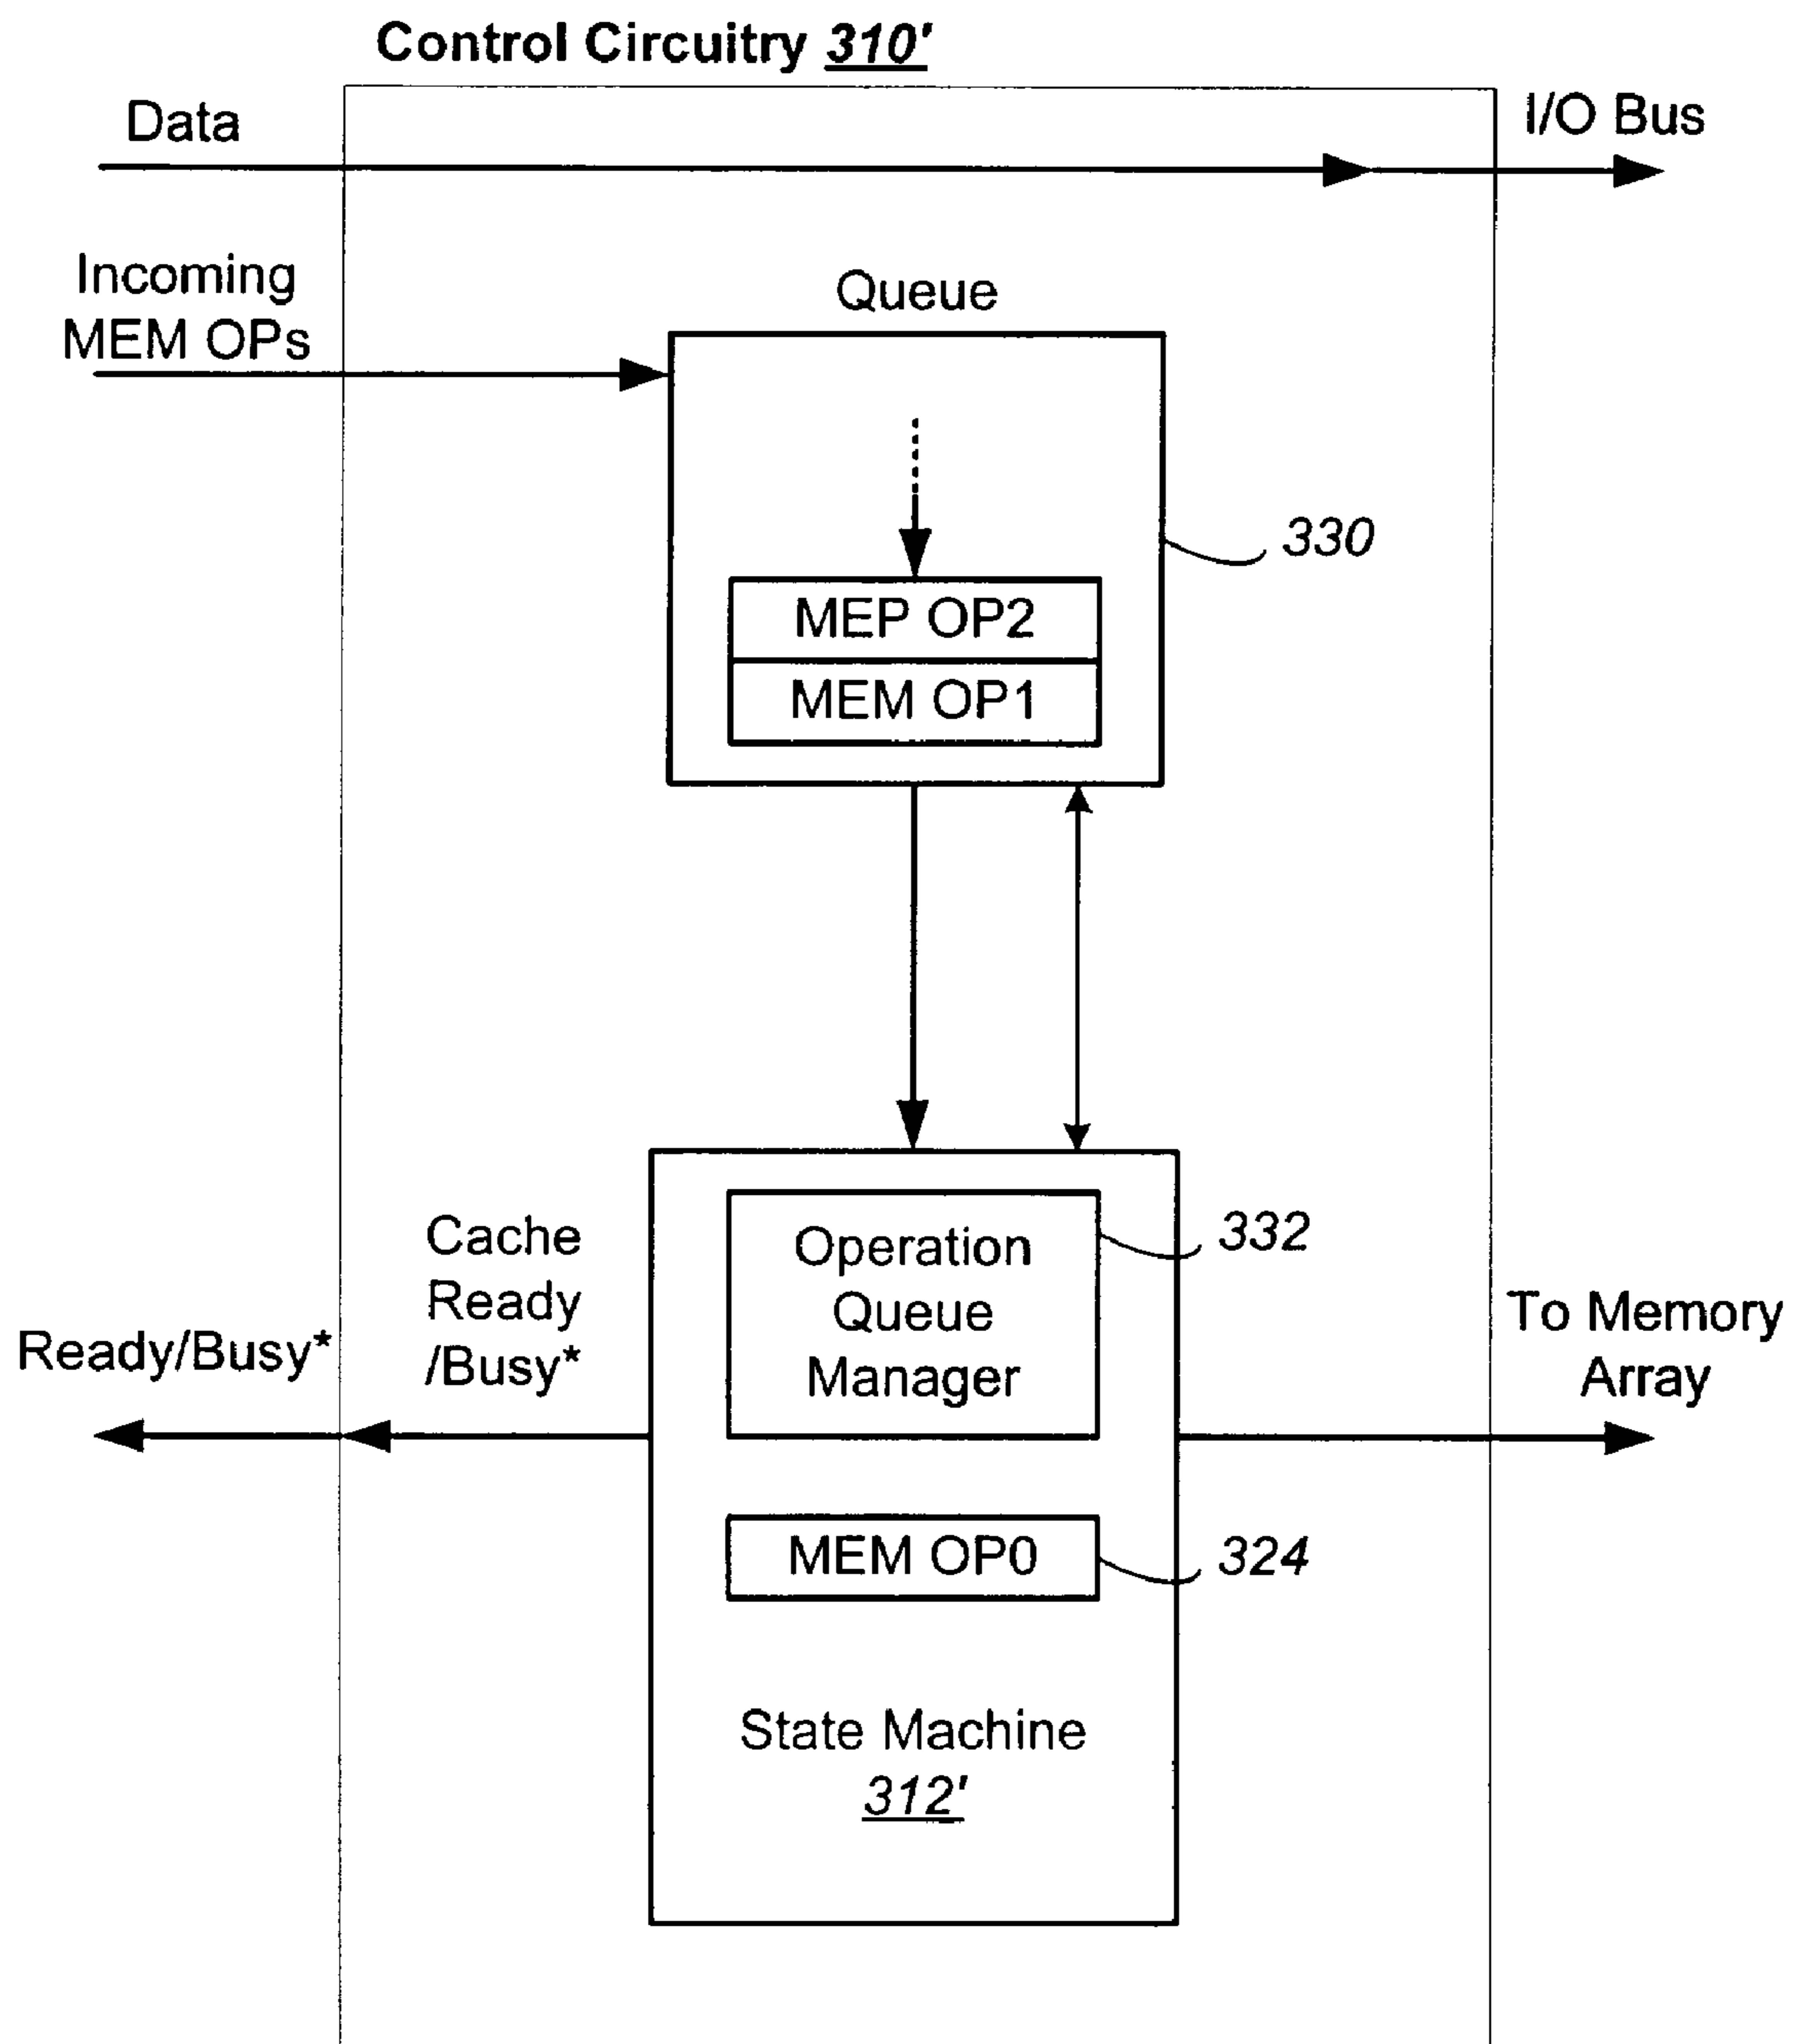 Control Circuitry 310'
Data
I/O Bus
Incoming
MEM OPs
Queue
330
MEP OP2
MEM OP1
Operation
Queue
Manager
332
Cache
Ready
/Busy*
Ready/Busy*
To Memory
Array
MEM OP0
324
State Machine
312'